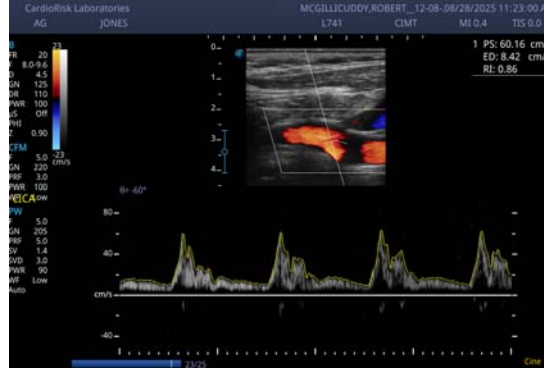 CardioRisk Laboratories MCGILLICUDDY,ROBERT__12-08-.08/28/2025 11:23:00 A
AG JONES L741 CIMT MI 0.4 TIS 0.0
1 PS: 60.16 cm
ED: 8.42 cm/
RI: 0.86
B
FR 20
F 8.0-9.6
D 4.5
GN 125
DR 110
PWR 100
µS Off
PHI
Z 0.90
23
-23
cm/s
CFM
F 5.0
GN 220
PRF 3.0
PWR 100
WF Low
EICA
PW
F 5.0
GN 205
PRF 5.0
SV 1.4
SVD 3.0
PWR 90
WF Low
Auto
0
1
2
3
4
θ= -60°
80
40
cm/s
-40
23/25
Cine